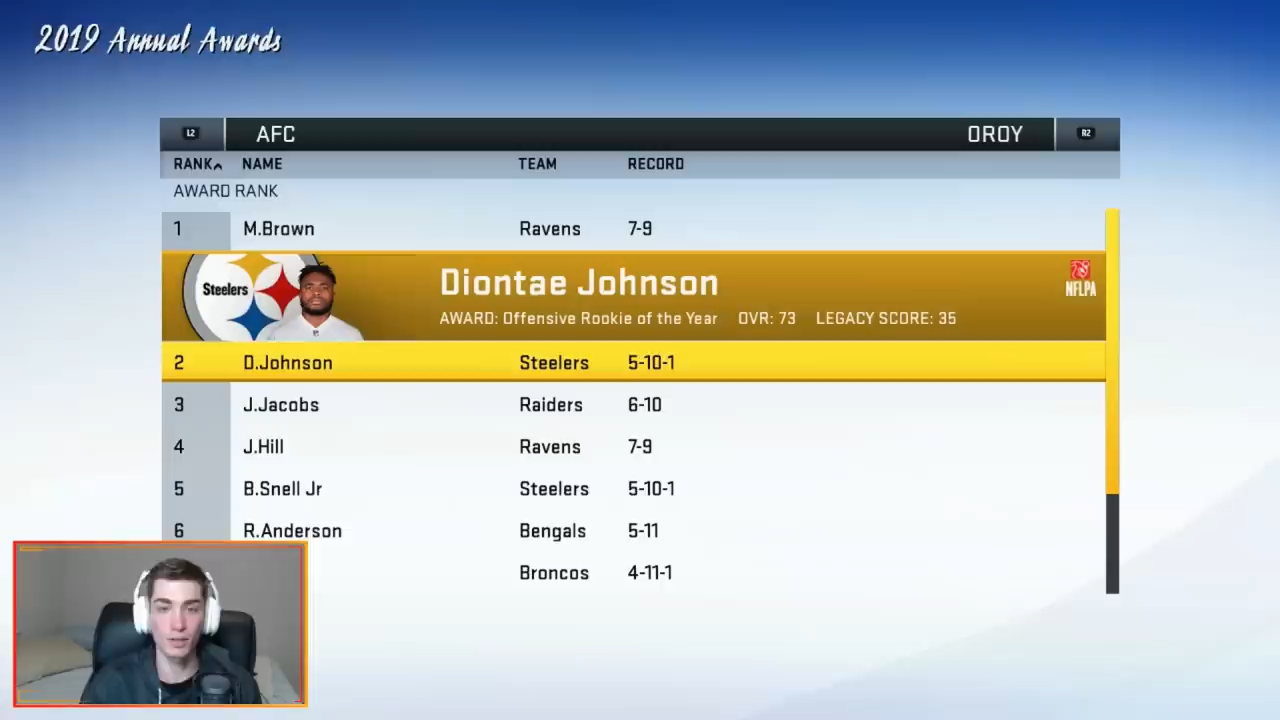 2019 Annual Awards
L2 AFC OROY R2
RANK NAME TEAM RECORD
AWARD RANK
1 M.Brown Ravens 7-9
Steelers
Diontae Johnson
NFLPA
AWARD: Offensive Rookie of the Year OVR: 73 LEGACY SCORE: 35
2 D.Johnson Steelers 5-10-1
3 J.Jacobs Raiders 6-10
4 J.Hill Ravens 7-9
5 B.Snell Jr Steelers 5-10-1
6 R.Anderson Bengals 5-11
Broncos 4-11-1